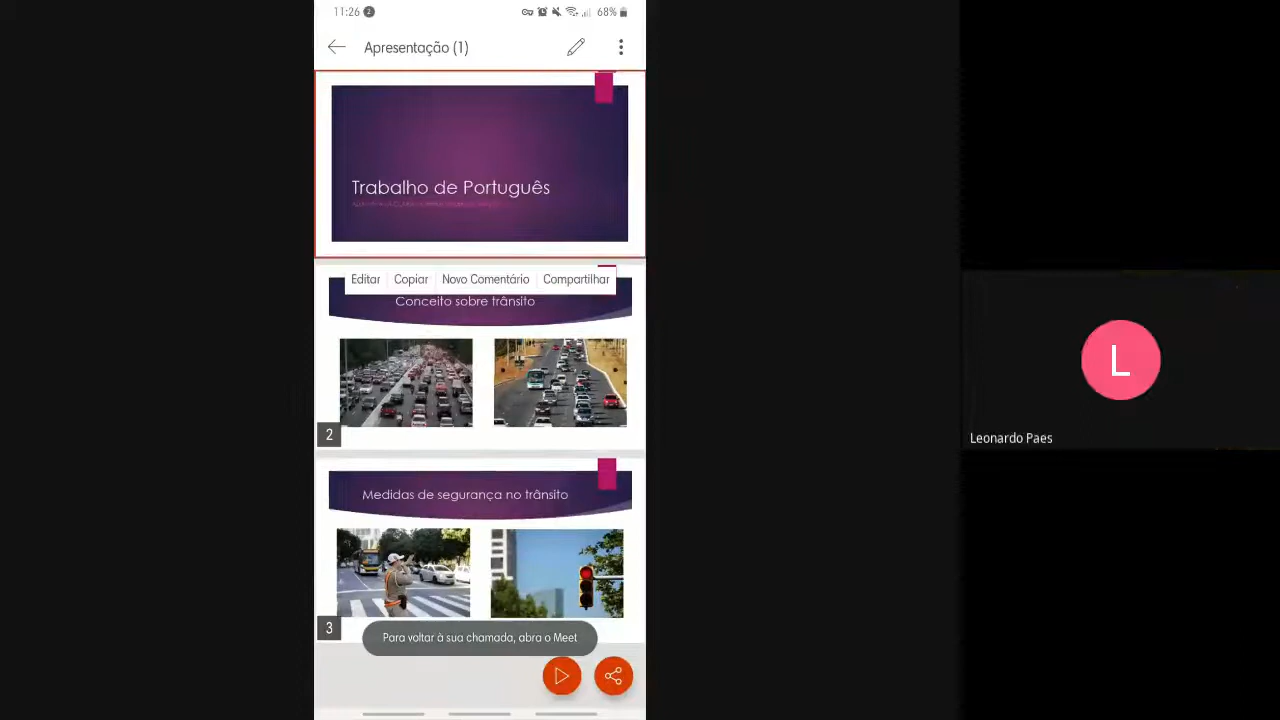 11:26 2 68%
Apresentação (1)
Trabalho de Português
Editar Copiar Novo Comentário Compartilhar
Conceito sobre trânsito
2
Medidas de segurança no trânsito
3
Para voltar à sua chamada, abra o Meet
L
Leonardo Paes